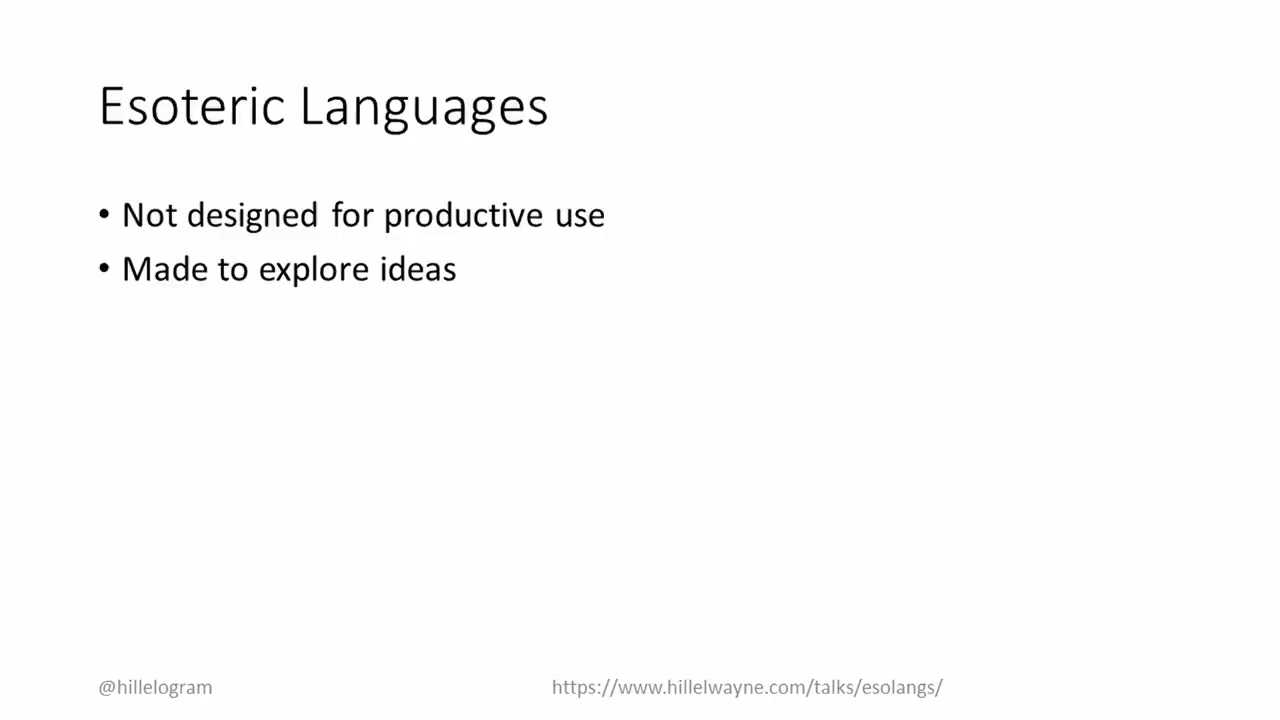 Esoteric Languages
• Not designed for productive use
• Made to explore ideas
@hillelogram
https://www.hillelwayne.com/talks/esolangs/